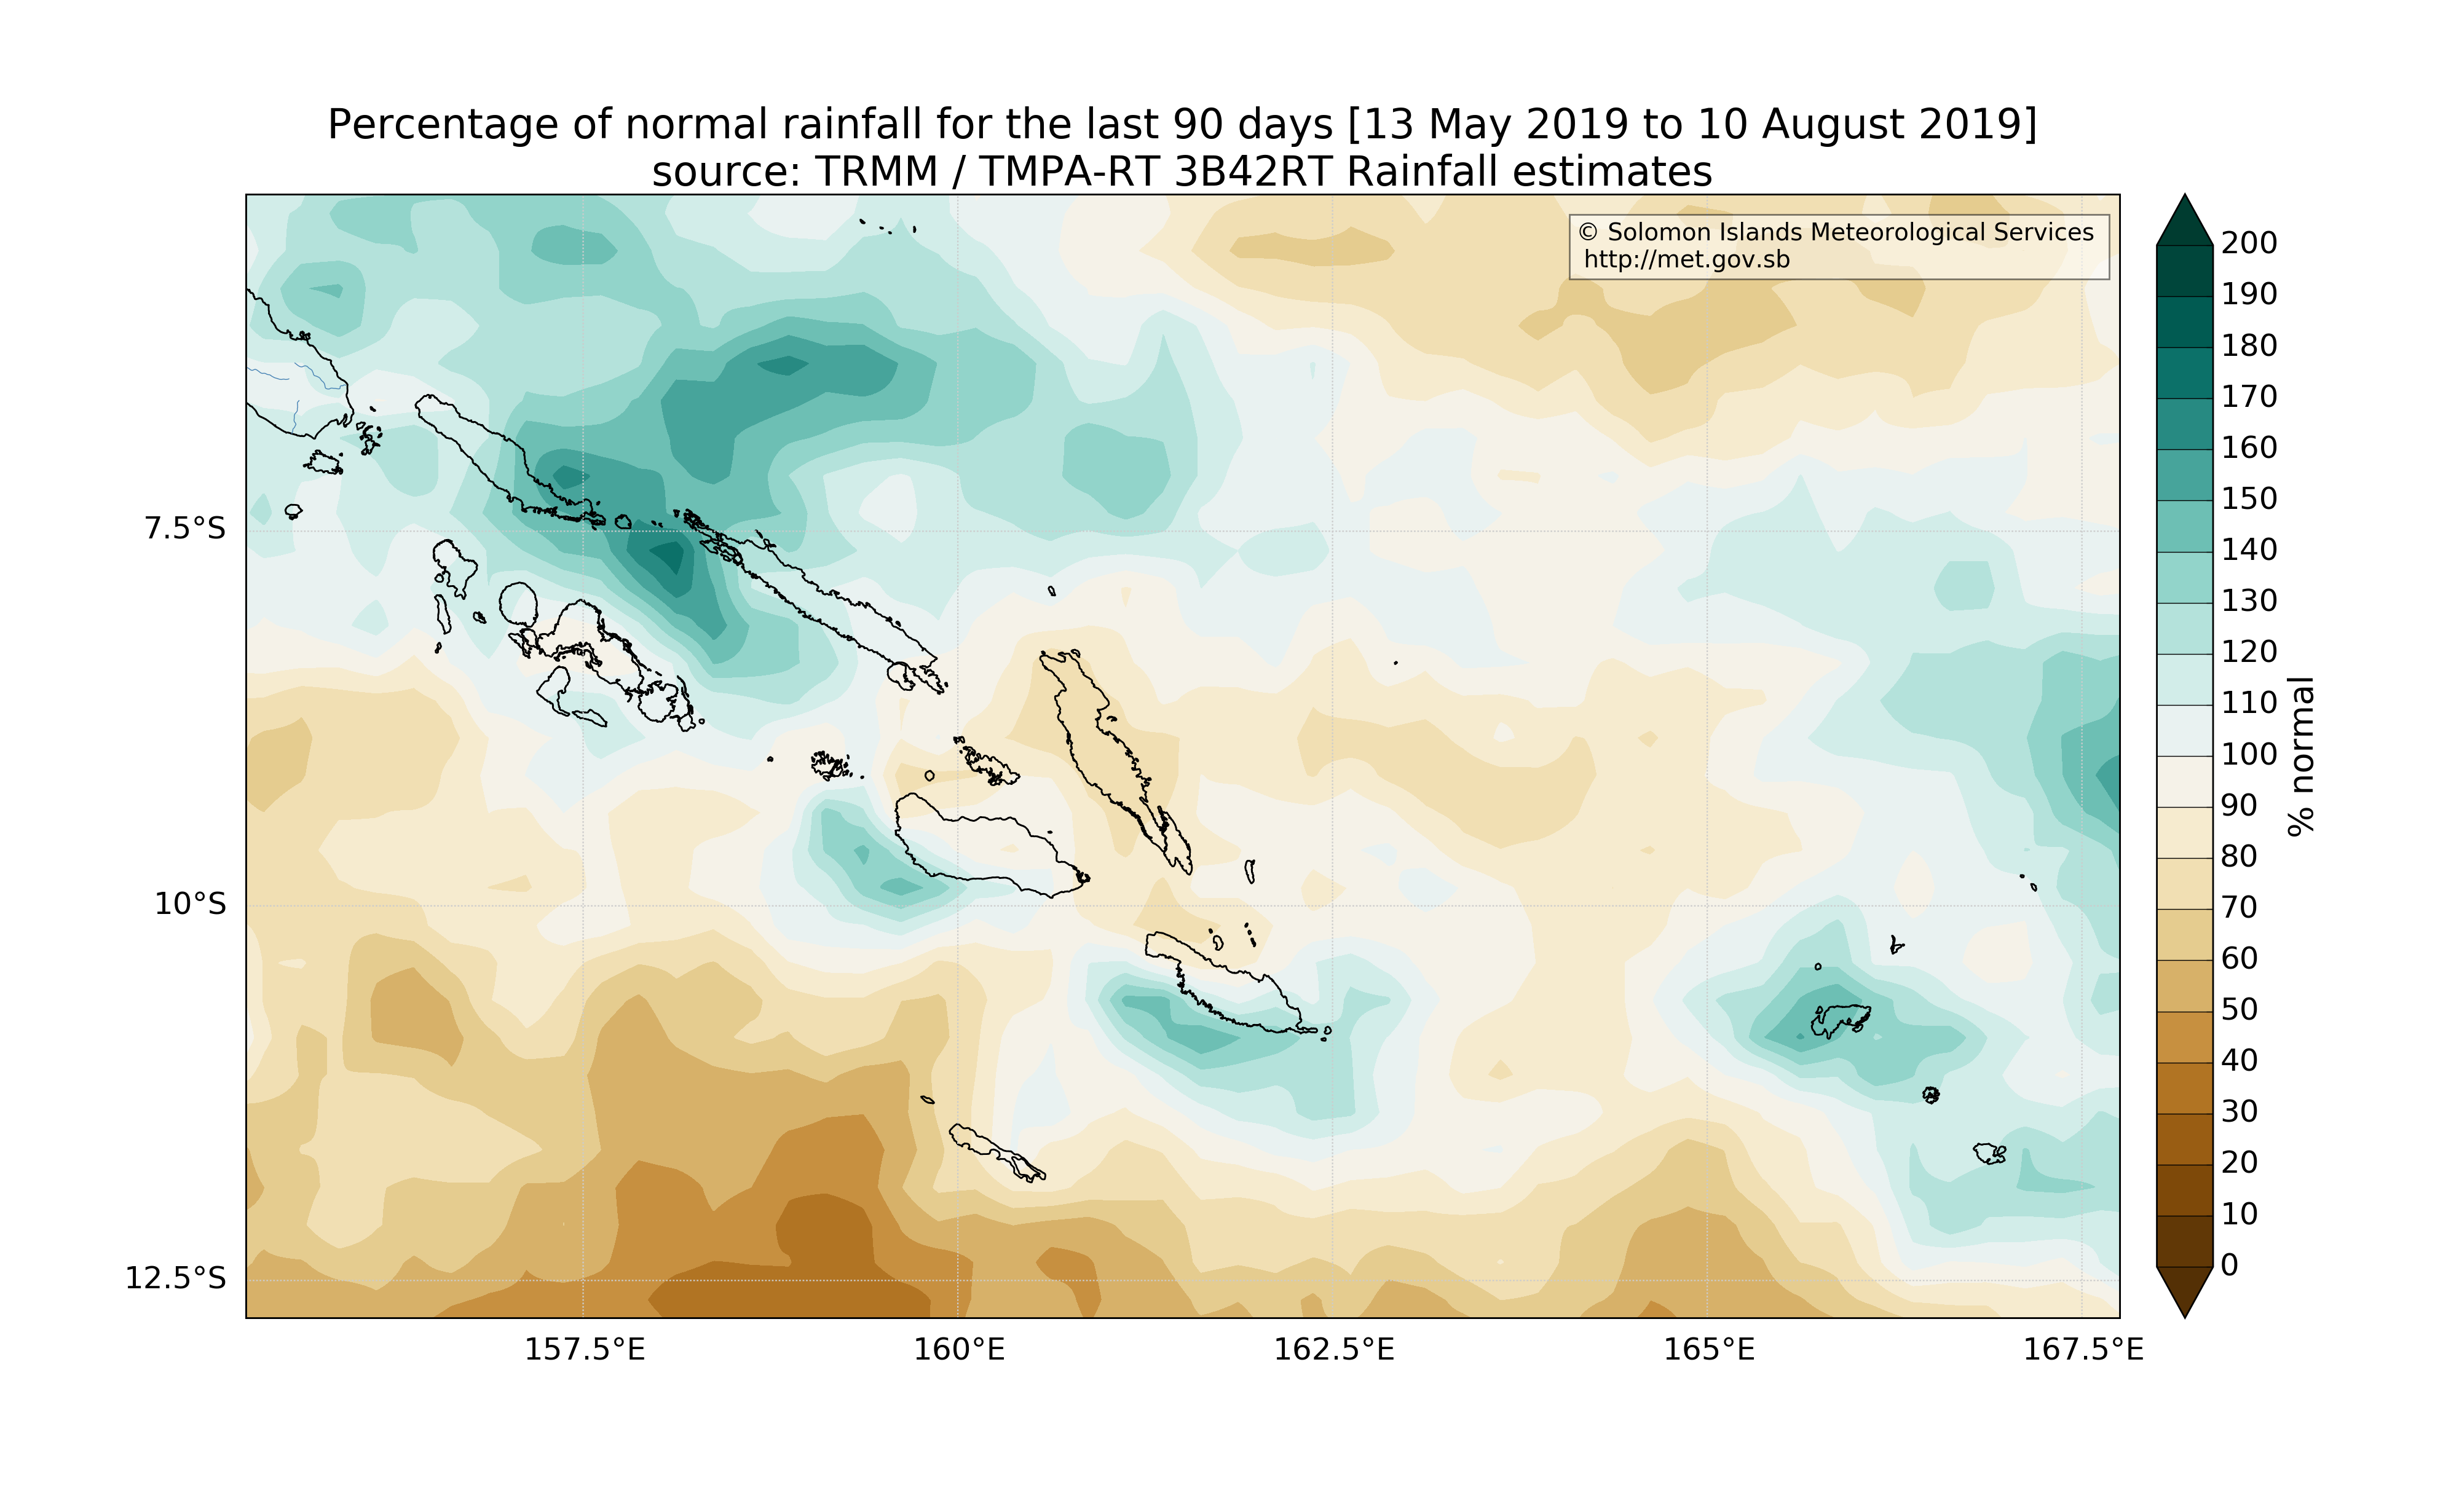 Percentage of normal rainfall for the last 90 days [13 May 2019 to 10 August 2019]
source: TRMM / TMPA-RT 3B42RT Rainfall estimates
© Solomon Islands Meteorological Services
http://met.gov.sb
7.5°S
10°S
12.5°S
157.5°E
160°E
162.5°E
165°E
167.5°E
200
190
180
170
160
150
140
130
120
110
100
90
80
70
60
50
40
30
20
10
0
% normal